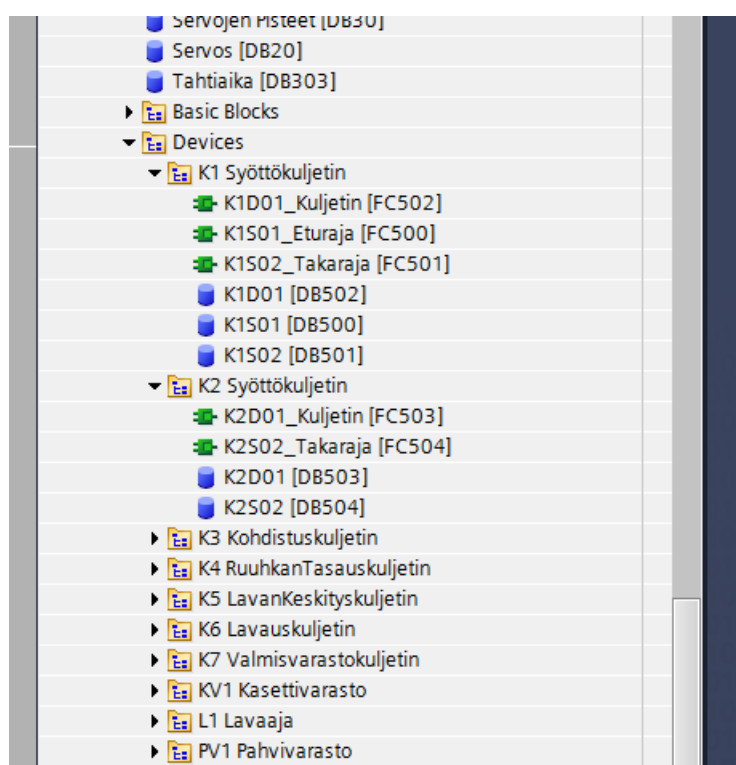 Servojen Pisteet [DB30]
Servos [DB20]
Tahtiaika [DB303]
Basic Blocks
Devices
K1 Syöttökuljetin
K1D01_Kuljetin [FC502]
K1S01_Eturaja [FC500]
K1S02_Takaraja [FC501]
K1D01 [DB502]
K1S01 [DB500]
K1S02 [DB501]
K2 Syöttökuljetin
K2D01_Kuljetin [FC503]
K2S02_Takaraja [FC504]
K2D01 [DB503]
K2S02 [DB504]
K3 Kohdistuskuljetin
K4 RuuhkanTasauskuljetin
K5 LavanKeskityskuljetin
K6 Lavauskuljetin
K7 Valmisvarastokuljetin
KV1 Kasettivarasto
L1 Lavaaja
PV1 Pahvivarasto